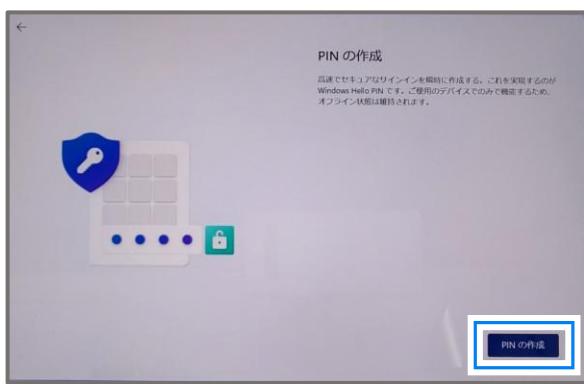 PIN の作成
高速でセキュアなサインインを瞬時に作成する。これを実現するのが
Windows Hello PIN です。ご使用のデバイスでのみで機能するため、
オフライン状態は維持されます。
PIN の作成